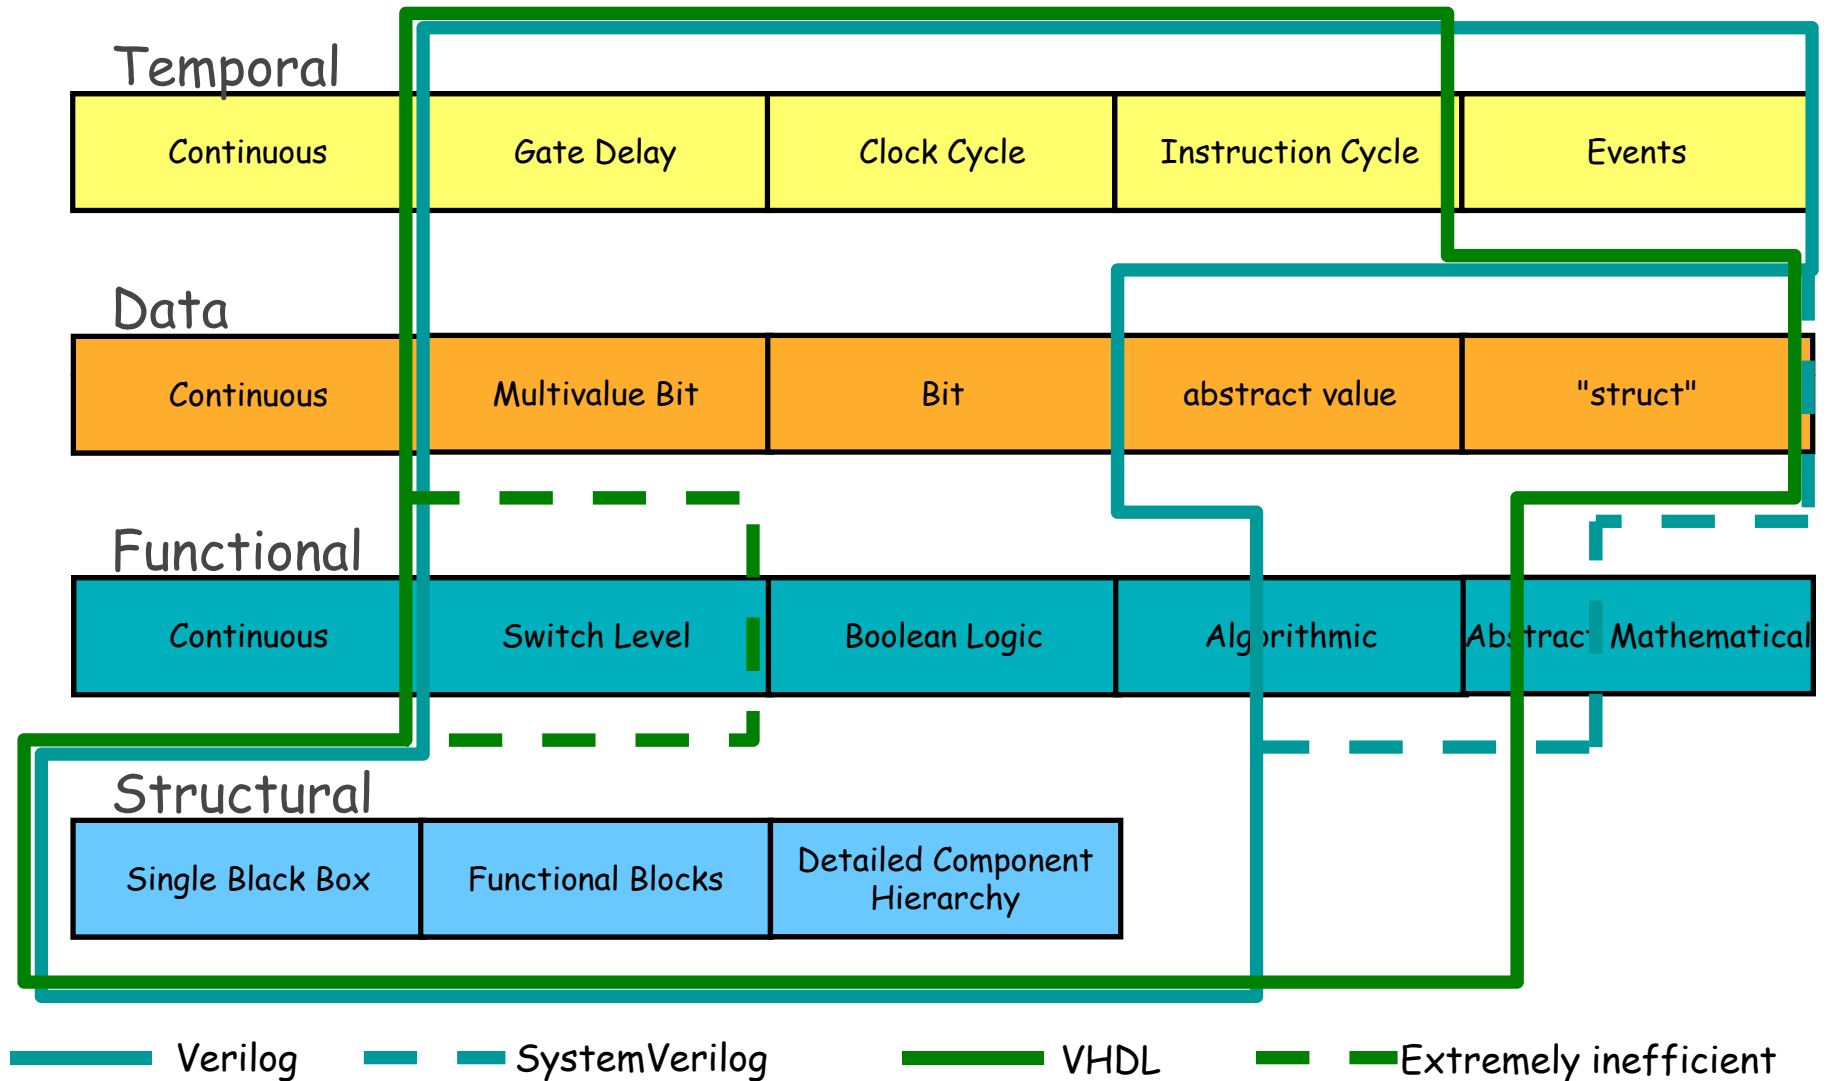 Temporal
Continuous
Gate Delay
Clock Cycle
Instruction Cycle
Events
Data
Continuous
Multivalue Bit
Bit
abstract value
"struct"
Functional
Continuous
Switch Level
Boolean Logic
Algorithmic
Abstract Mathematical
Structural
Single Black Box
Functional Blocks
Detailed Component
Hierarchy
Verilog
SystemVerilog
VHDL
Extremely inefficient